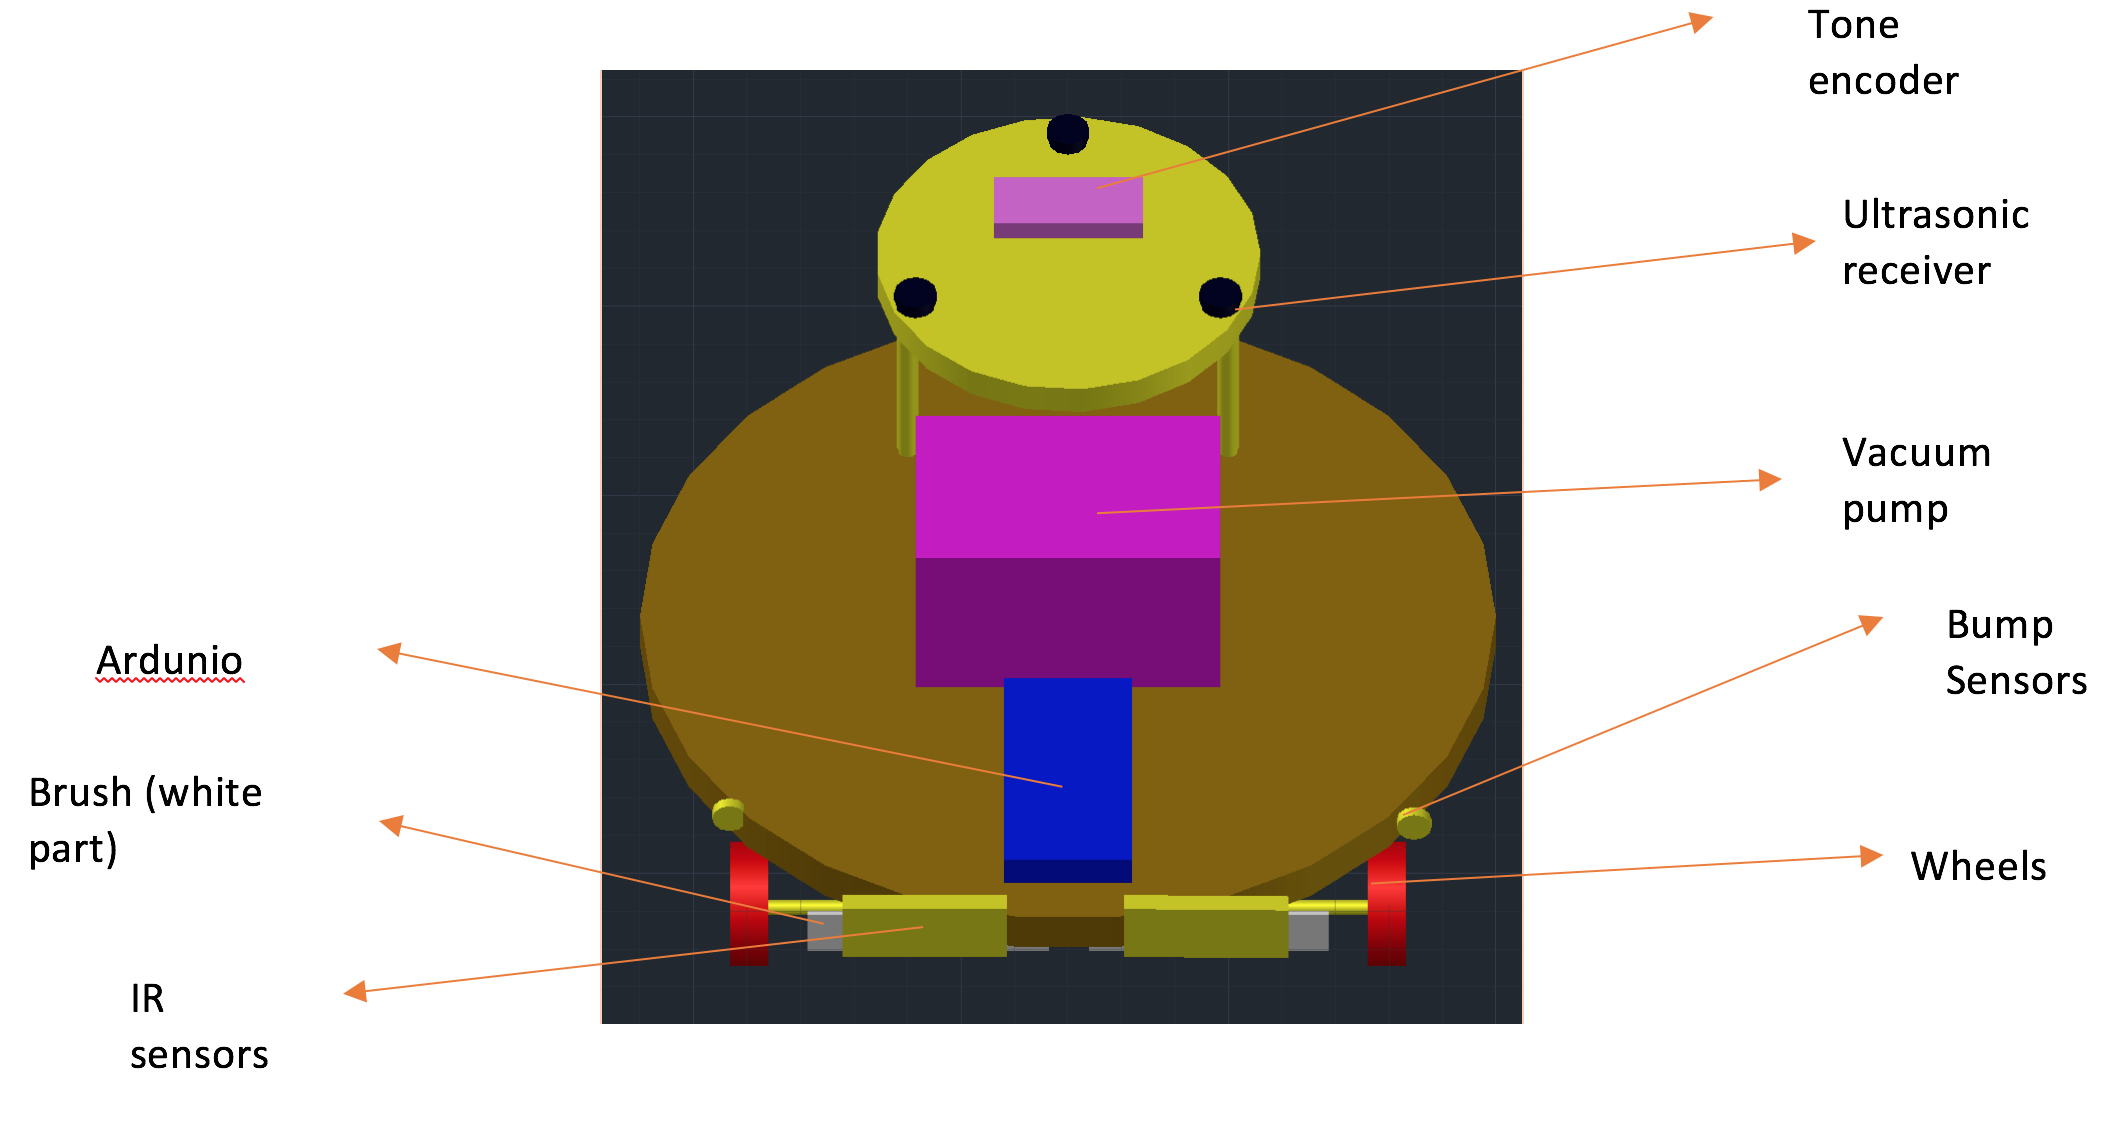 Tone
encoder
Ultrasonic
receiver
Vacuum
pump
Ardunio
Bump
Sensors
Brush (white
part)
Wheels
IR
sensors